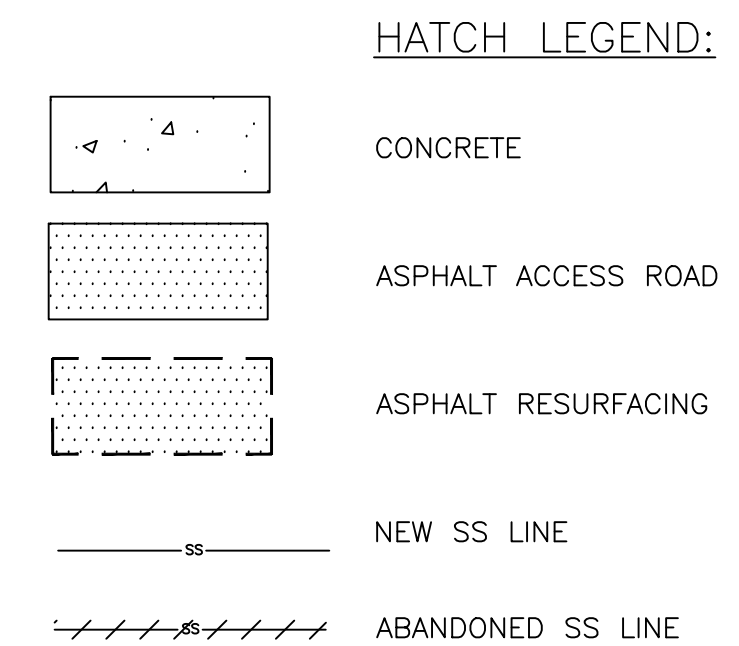 HATCH LEGEND:
CONCRETE
ASPHALT ACCESS ROAD
ASPHALT RESURFACING
SS NEW SS LINE
SS ABANDONED SS LINE